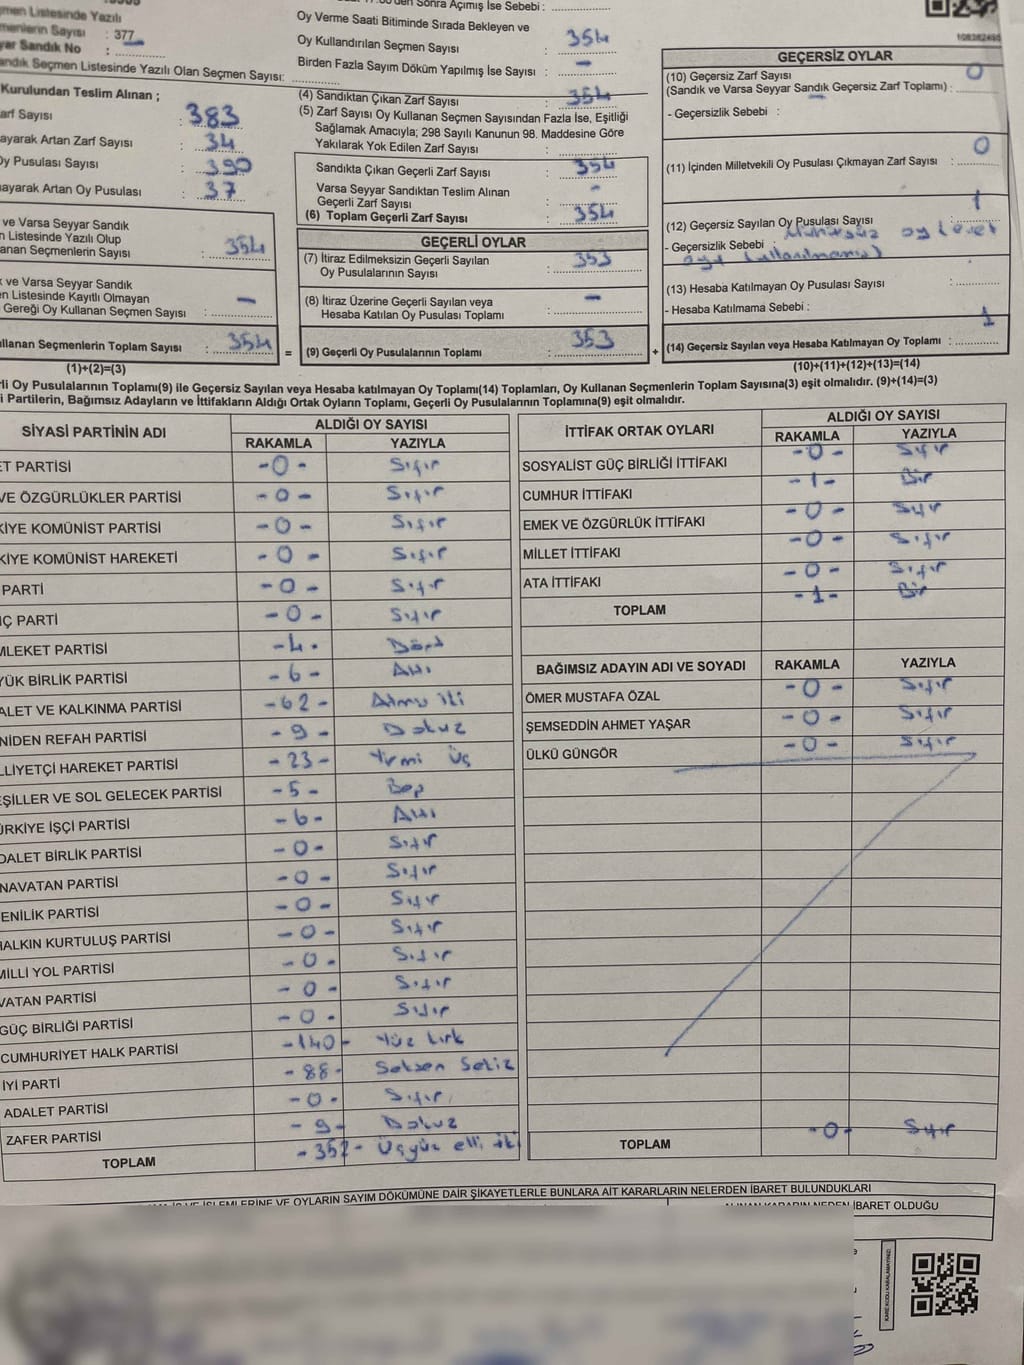 Oy Verme Saati Bitiminde Sırada Bekleyen ve
Oy Kullandırılan Seçmen Sayısı : 354
Birden Fazla Sayım Döküm Yapılmış İse Sayısı : -
men Listesinde Yazılı
menlerin Sayısı : 377
yar Sandık No :
andık Seçmen Listesinde Yazılı Olan Seçmen Sayısı:
Kurulundan Teslim Alınan ;
arf Sayısı : 383
ayarak Artan Zarf Sayısı : 34
Oy Pusulası Sayısı : 390
ayarak Artan Oy Pusulası : 37
ve Varsa Seyyar Sandık
n Listesinde Yazılı Olup
anan Seçmenlerin Sayısı : 354
k ve Varsa Seyyar Sandık
en Listesinde Kayıtlı Olmayan
Gereği Oy Kullanan Seçmen Sayısı : -
ullanan Seçmenlerin Toplam Sayısı : 354
(1)+(2)=(3)
(4) Sandıktan Çıkan Zarf Sayısı : 354
(5) Zarf Sayısı Oy Kullanan Seçmen Sayısından Fazla İse, Eşitliği
Sağlamak Amacıyla; 298 Sayılı Kanunun 98. Maddesine Göre
Yakılarak Yok Edilen Zarf Sayısı :
Sandıkta Çıkan Geçerli Zarf Sayısı : 354
Varsa Seyyar Sandıktan Teslim Alınan
Geçerli Zarf Sayısı : -
(6) Toplam Geçerli Zarf Sayısı : 354
GEÇERLİ OYLAR
(7) İtiraz Edilmeksizin Geçerli Sayılan
Oy Pusulalarının Sayısı : 353
(8) İtiraz Üzerine Geçerli Sayılan veya
Hesaba Katılan Oy Pusulası Toplamı : -
= (9) Geçerli Oy Pusulalarının Toplamı : 353 +
108382495
GEÇERSİZ OYLAR
(10) Geçersiz Zarf Sayısı
(Sandık ve Varsa Seyyar Sandık Geçersiz Zarf Toplamı) : 0
- Geçersizlik Sebebi :
(11) İçinden Milletvekili Oy Pusulası Çıkmayan Zarf Sayısı : 0
(12) Geçersiz Sayılan Oy Pusulası Sayısı : 1
- Geçersizlik Sebebi : Mühürsüz oy
(13) Hesaba Katılmayan Oy Pusulası Sayısı :
- Hesaba Katılmama Sebebi :
(14) Geçersiz Sayılan veya Hesaba Katılmayan Oy Toplamı : 1
(10)+(11)+(12)+(13)=(14)
rli Oy Pusulalarının Toplamı(9) ile Geçersiz Sayılan veya Hesaba katılmayan Oy Toplamı(14) Toplamları, Oy Kullanan Seçmenlerin Toplam Sayısına(3) eşit olmalıdır. (9)+(14)=(3)
i Partilerin, Bağımsız Adayların ve İttifakların Aldığı Ortak Oyların Toplamı, Geçerli Oy Pusulalarının Toplamına(9) eşit olmalıdır.
SİYASİ PARTİNİN ADI ALDIĞI OY SAYISI
RAKAMLA YAZIYLA
ET PARTİSİ -0- Sıfır
VE ÖZGÜRLÜKLER PARTİSİ -0- Sıfır
KİYE KOMÜNİST PARTİSİ -0- Sıfır
KİYE KOMÜNİST HAREKETİ -0- Sıfır
PARTİ -0- Sıfır
İÇ PARTİ -0- Sıfır
MLEKET PARTİSİ -4- Dört
YÜK BİRLİK PARTİSİ -6- Altı
ALET VE KALKINMA PARTİSİ -62- Altmış iki
NİDEN REFAH PARTİSİ -9- Dokuz
LLİYETÇİ HAREKET PARTİSİ -23- Yirmi Üç
EŞİLLER VE SOL GELECEK PARTİSİ -5- Beş
ÜRKİYE İŞÇİ PARTİSİ -6- Altı
DALET BİRLİK PARTİSİ -0- Sıfır
NAVATAN PARTİSİ -0- Sıfır
ENİLİK PARTİSİ -0- Sıfır
HALKIN KURTULUŞ PARTİSİ -0- Sıfır
MİLLİ YOL PARTİSİ -0- Sıfır
VATAN PARTİSİ -0- Sıfır
GÜÇ BİRLİĞİ PARTİSİ -0- Sıfır
CUMHURİYET HALK PARTİSİ -140- Yüz kırk
İYİ PARTİ -88- Seksen Sekiz
ADALET PARTİSİ -0- Sıfır
ZAFER PARTİSİ -9- Dokuz
TOPLAM -352- Üçyüz elli iki
İTTİFAK ORTAK OYLARI ALDIĞI OY SAYISI
RAKAMLA YAZIYLA
SOSYALİST GÜÇ BİRLİĞİ İTTİFAKI -0- Sıfır
CUMHUR İTTİFAKI -1- Bir
EMEK VE ÖZGÜRLÜK İTTİFAKI -0- Sıfır
MİLLET İTTİFAKI -0- Sıfır
ATA İTTİFAKI -0- Sıfır
TOPLAM -1- Bir
BAĞIMSIZ ADAYIN ADI VE SOYADI RAKAMLA YAZIYLA
ÖMER MUSTAFA ÖZAL -0- Sıfır
ŞEMSEDDİN AHMET YAŞAR -0- Sıfır
ÜLKÜ GÜNGÖR -0- Sıfır
TOPLAM -0- Sıfır
İŞLEMLERİNE VE OYLARIN SAYIM DÖKÜMÜNE DAİR ŞİKAYETLERLE BUNLARA AİT KARARLARIN NELERDEN İBARET BULUNDUKLARI
ALINAN KARARIN NEDEN İBARET OLDUĞU